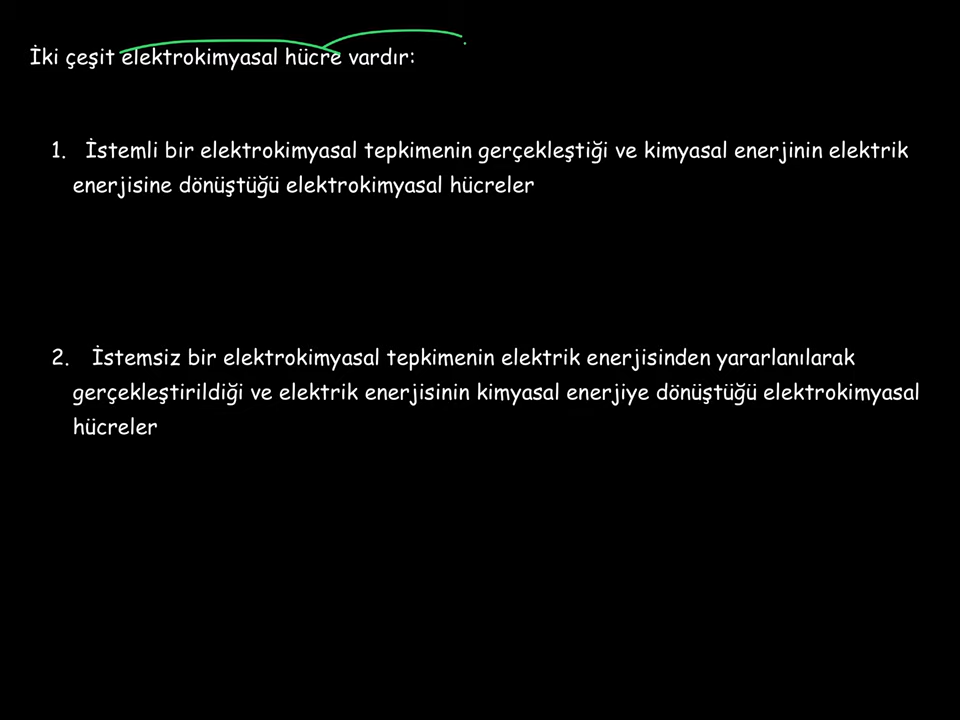 İki çeşit elektrokimyasal hücre vardır:
1. İstemli bir elektrokimyasal tepkimenin gerçekleştiği ve kimyasal enerjinin elektrik
enerjisine dönüştüğü elektrokimyasal hücreler
2. İstemsiz bir elektrokimyasal tepkimenin elektrik enerjisinden yararlanılarak
gerçekleştirildiği ve elektrik enerjisinin kimyasal enerjiye dönüştüğü elektrokimyasal
hücreler